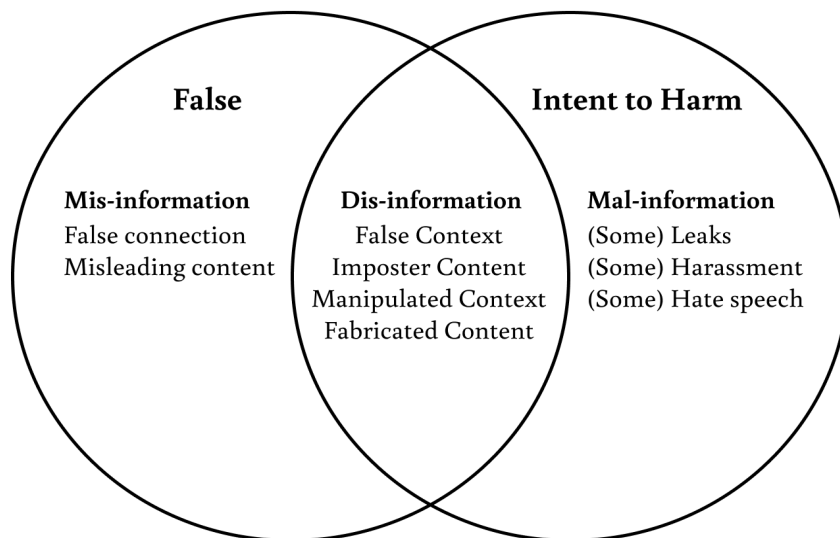 False
Intent to Harm
Mis-information
False connection
Misleading content
Dis-information
False Context
Imposter Content
Manipulated Context
Fabricated Content
Mal-information
(Some) Leaks
(Some) Harassment
(Some) Hate speech